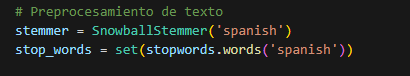 # Preprocesamiento de texto
stemmer = SnowballStemmer('spanish')
stop_words = set(stopwords.words('spanish'))